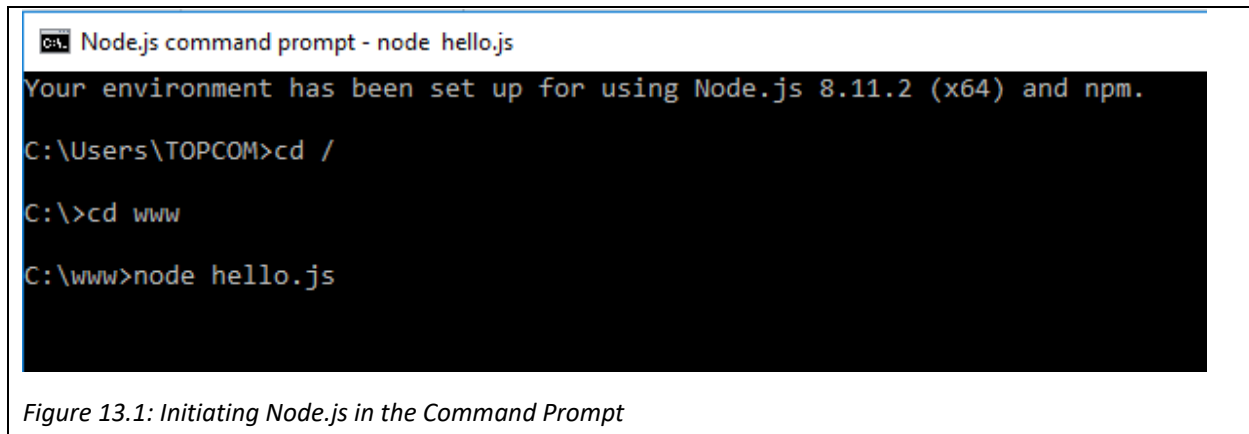 Node.js command prompt - node  hello.js
Your environment has been set up for using Node.js 8.11.2 (x64) and npm.
C:\Users\TOPCOM>cd /
C:\>cd www
C:\www>node hello.js
Figure 13.1: Initiating Node.js in the Command Prompt